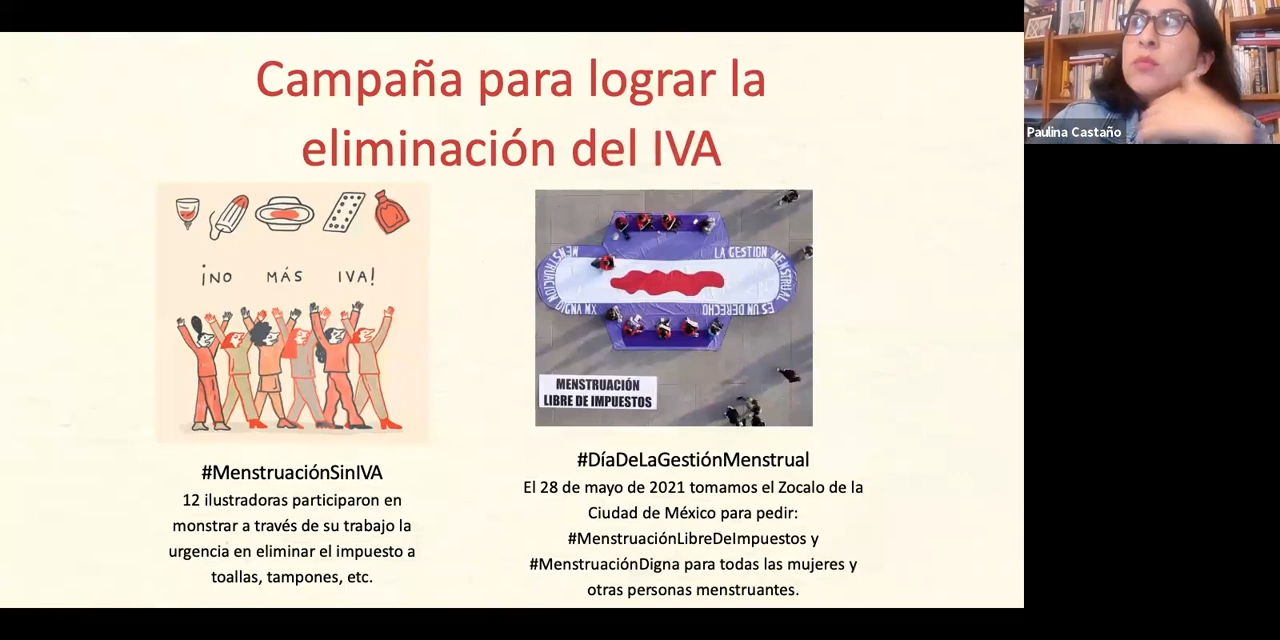 Campaña para lograr la
eliminación del IVA
¡NO MÁS IVA!
#MenstruaciónSinIVA
12 ilustradoras participaron en
monstrar a través de su trabajo la
urgencia en eliminar el impuesto a
toallas, tampones, etc.
LA GESTION MENSTRUAL ES UN DERECHO
MENSTRUACION DIGNA MX
MENSTRUACIÓN
LIBRE DE IMPUESTOS
#DíaDeLaGestiónMenstrual
El 28 de mayo de 2021 tomamos el Zocalo de la
Ciudad de México para pedir:
#MenstruaciónLibreDeImpuestos y
#MenstruaciónDigna para todas las mujeres y
otras personas menstruantes.
Paulina Castaño